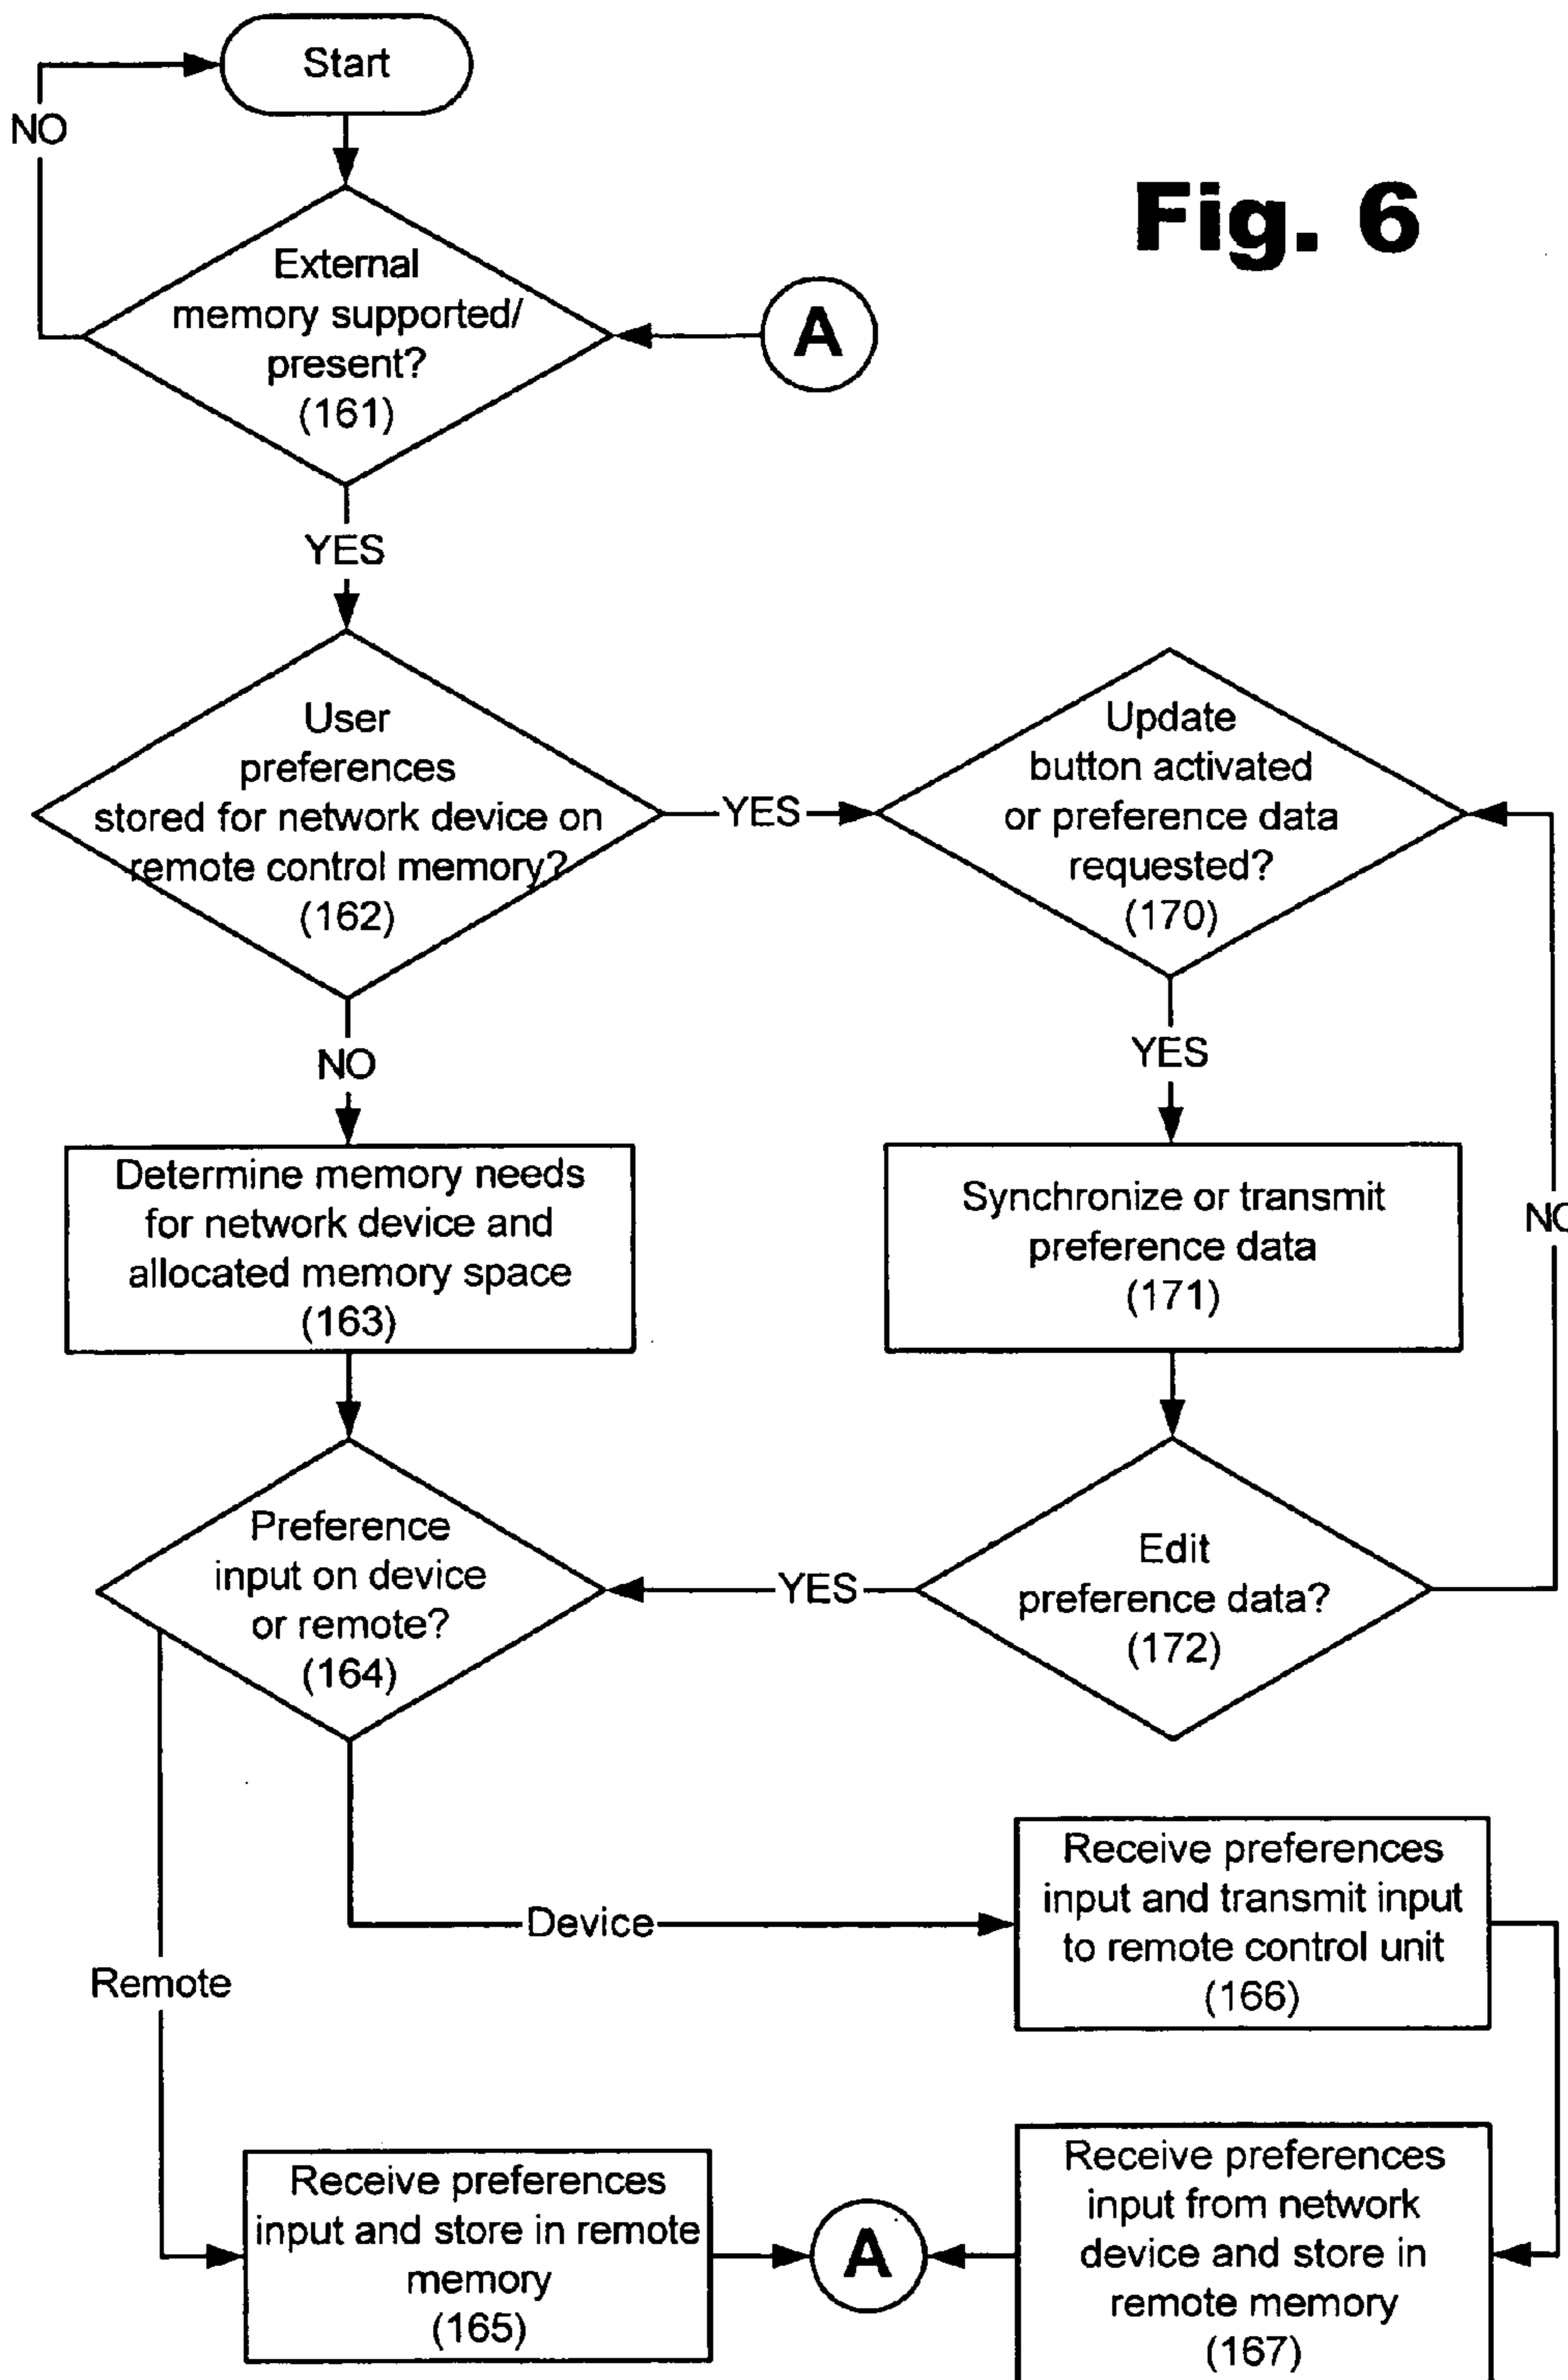 Start
NO
Fig. 6
External
memory supported/
present?
(161)
A
YES
User
preferences
stored for network device on
remote control memory?
(162)
YES
Update
button activated
or preference data
requested?
(170)
NO
YES
Determine memory needs
for network device and
allocated memory space
(163)
Synchronize or transmit
preference data
(171)
NO
Preference
input on device
or remote?
(164)
YES
Edit
preference data?
(172)
Device
Receive preferences
input and transmit input
to remote control unit
(166)
Remote
Receive preferences
input and store in remote
memory
(165)
A
Receive preferences
input from network
device and store in
remote memory
(167)